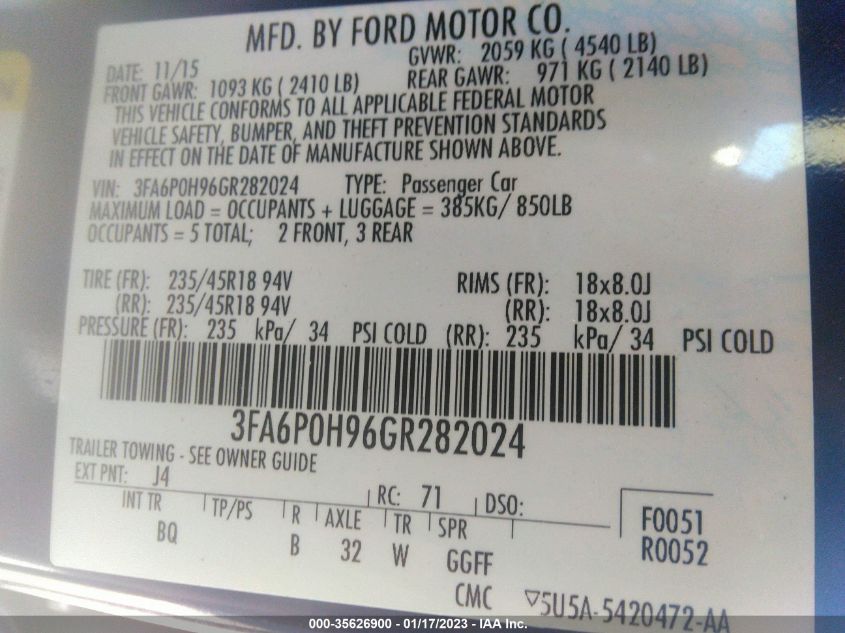 MFD. BY FORD MOTOR CO.
DATE: 11/15 GVWR: 2059 KG ( 4540 LB)
FRONT GAWR: 1093 KG ( 2410 LB) REAR GAWR: 971 KG ( 2140 LB)
THIS VEHICLE CONFORMS TO ALL APPLICABLE FEDERAL MOTOR
VEHICLE SAFETY, BUMPER, AND THEFT PREVENTION STANDARDS
IN EFFECT ON THE DATE OF MANUFACTURE SHOWN ABOVE.
VIN: 3FA6P0H96GR282024 TYPE: Passenger Car
MAXIMUM LOAD = OCCUPANTS + LUGGAGE = 385KG/ 850LB
OCCUPANTS = 5 TOTAL; 2 FRONT, 3 REAR
TIRE (FR): 235/45R18 94V RIMS (FR): 18x8.0J
(RR): 235/45R18 94V (RR): 18x8.0J
PRESSURE (FR): 235 kPa/ 34 PSI COLD (RR): 235 kPa/ 34 PSI COLD
3FA6P0H96GR282024
TRAILER TOWING - SEE OWNER GUIDE
EXT PNT: J4 RC: 71 DSO:
INT TR TP/PS R AXLE TR SPR F0051
BQ B 32 W GGFF R0052
CMC ▽5U5A-5420472-AA
000-35626900 - 01/17/2023 - IAA Inc.